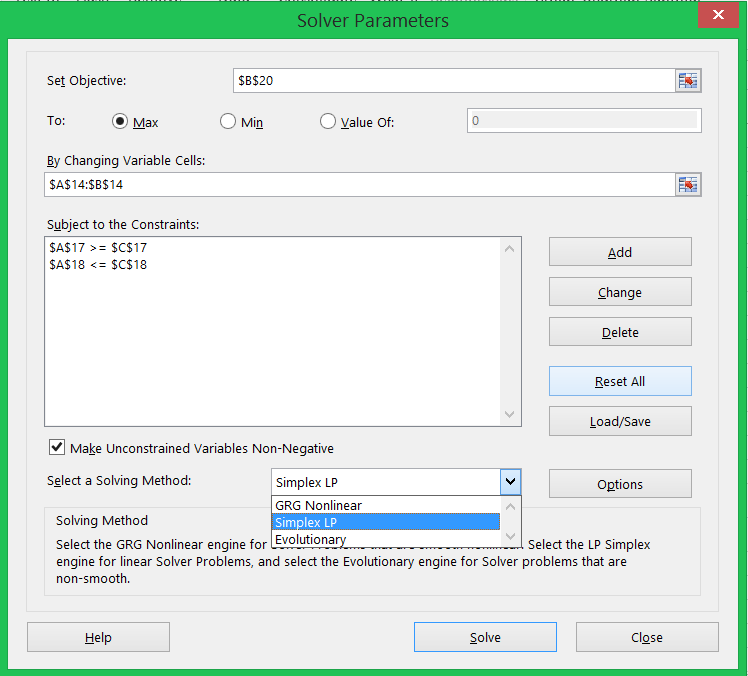 Solver Parameters
Set Objective:
$B$20
To:
Max
Min
Value Of:
0
By Changing Variable Cells:
$A$14:$B$14
Subject to the Constraints:
$A$17 >= $C$17
$A$18 <= $C$18
Add
Change
Delete
Reset All
Load/Save
Make Unconstrained Variables Non-Negative
Select a Solving Method:
Simplex LP
Options
GRG Nonlinear
Simplex LP
Evolutionary
Solving Method
Select the GRG Nonlinear engine for Select the LP Simplex
engine for linear Solver Problems, and select the Evolutionary engine for Solver problems that are
non-smooth.
Help
Solve
Close